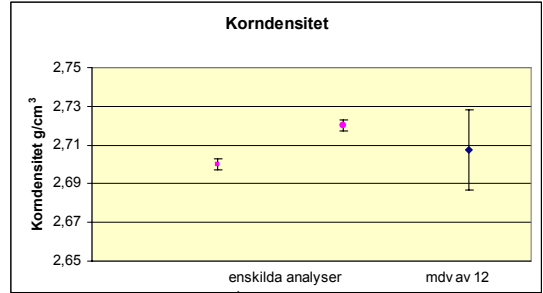 Korndensitet
Korndensitet g/cm³
2,75
2,73
2,71
2,69
2,67
2,65
enskilda analyser
mdv av 12